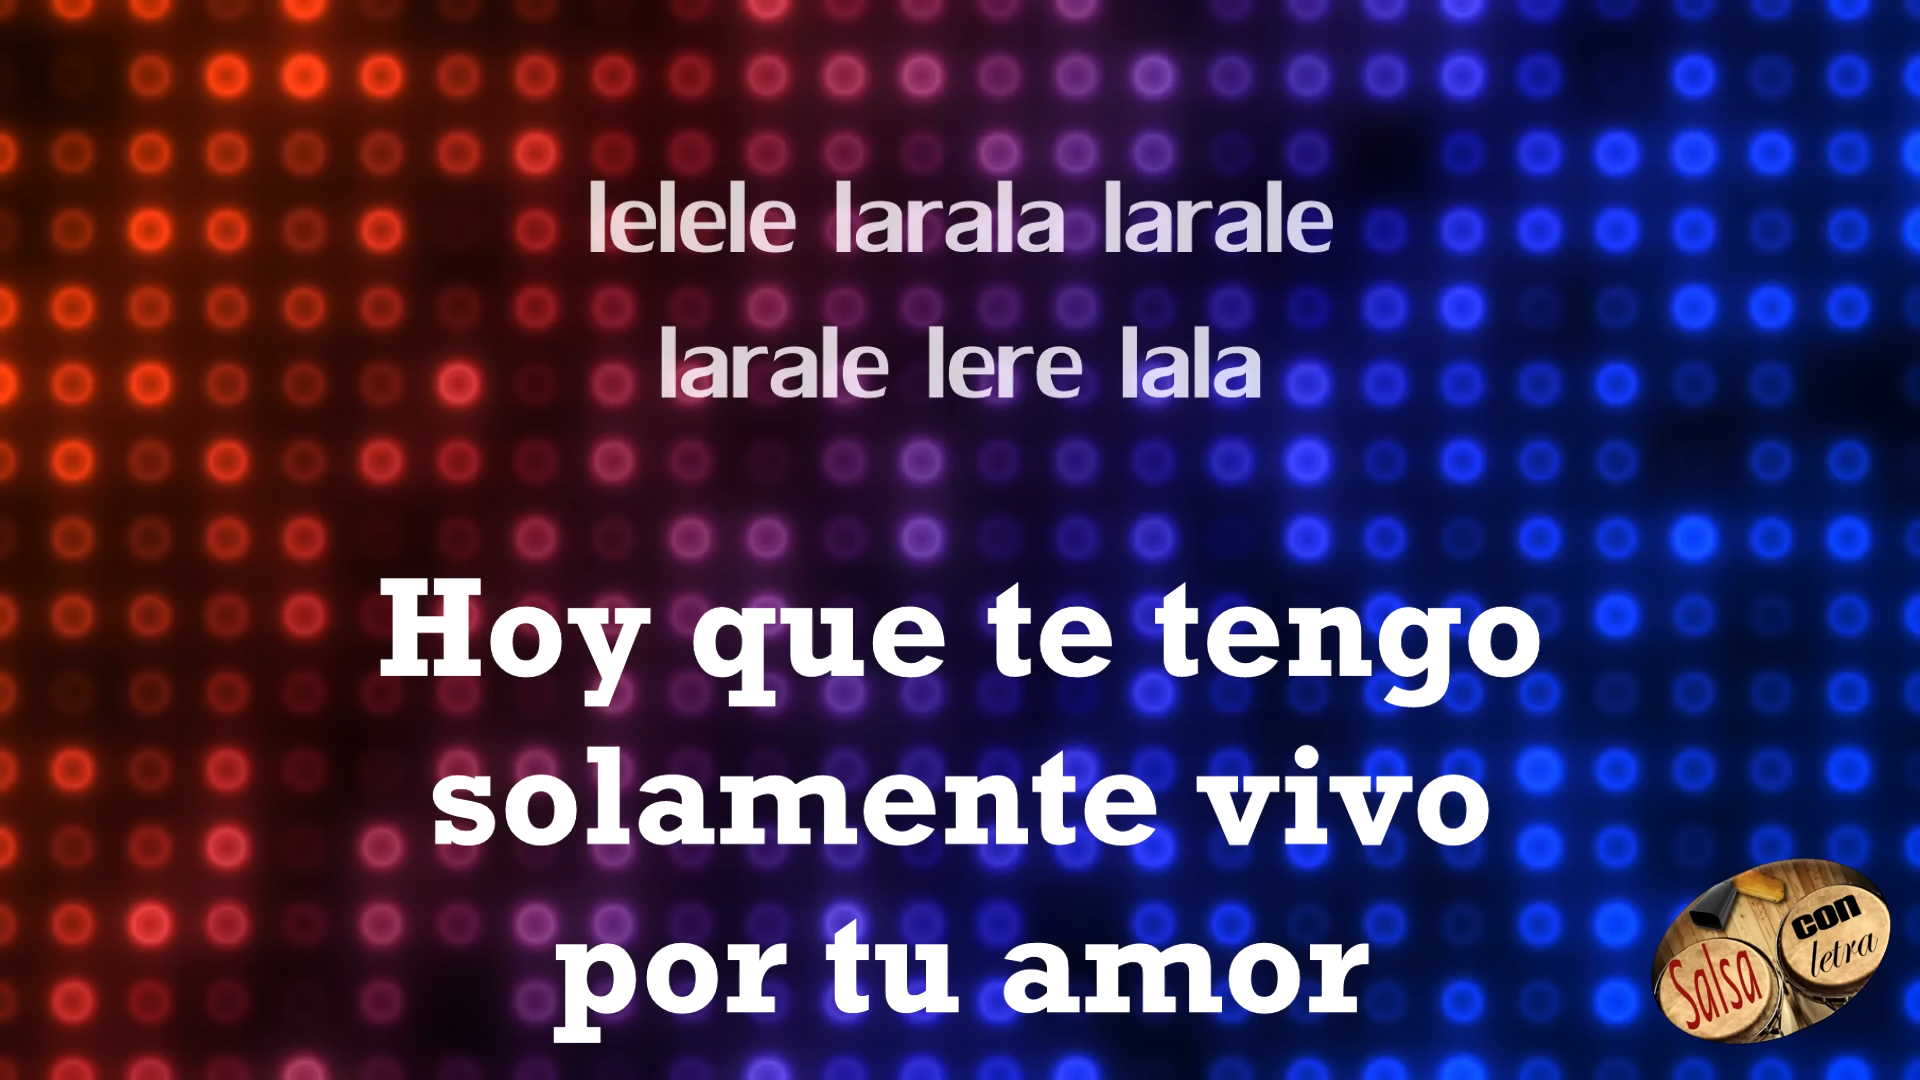 lelele larala larale
larale lere lala
Hoy que te tengo
solamente vivo
por tu amor
con
letra
Salsa